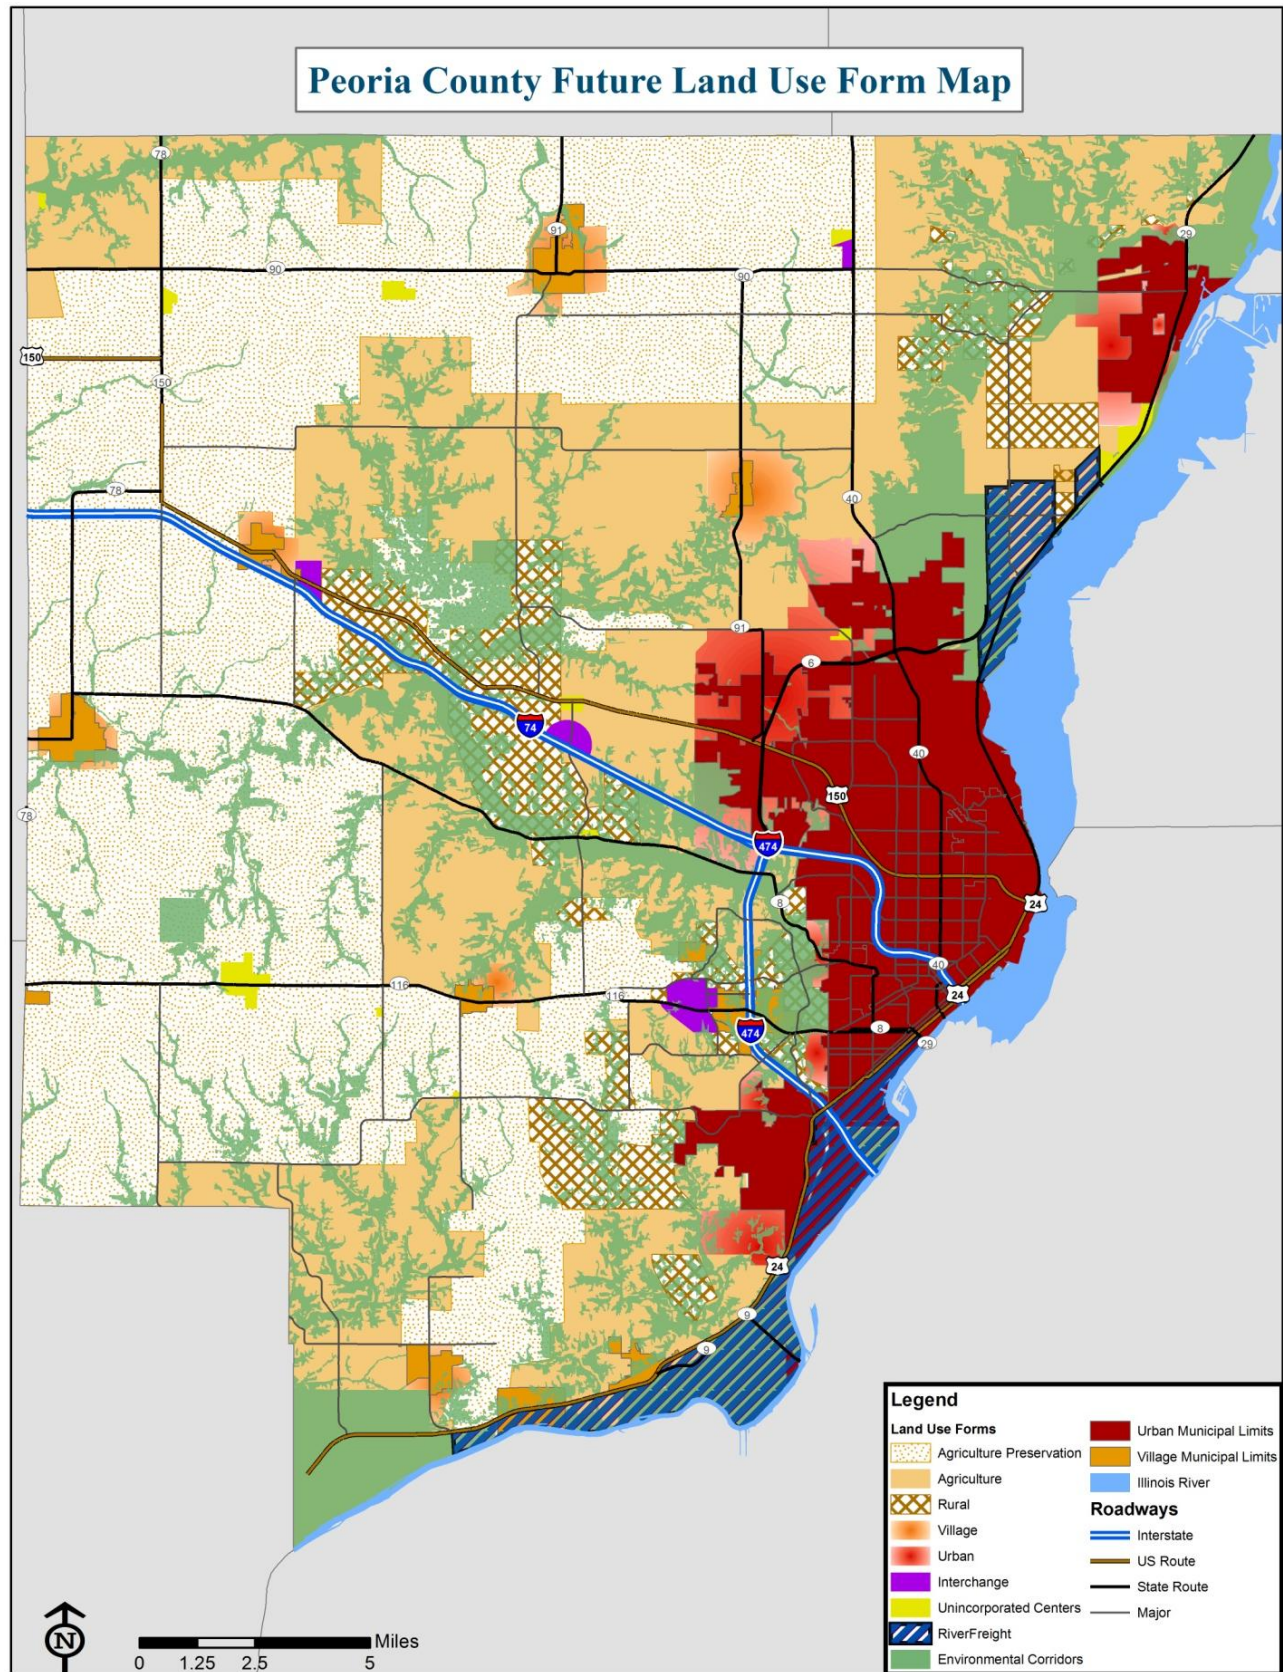 Peoria County Future Land Use Form Map
78
91
29
90
90
90
150
150
78
91
40
6
74
40
78
150
474
8
24
40
24
116
116
474
8
29
24
9
9
Legend
Land Use Forms
Agriculture Preservation
Agriculture
Rural
Village
Urban
Interchange
Unincorporated Centers
RiverFreight
Environmental Corridors
Urban Municipal Limits
Village Municipal Limits
Illinois River
Roadways
Interstate
US Route
State Route
Major
N
Miles
0 1.25 2.5 5